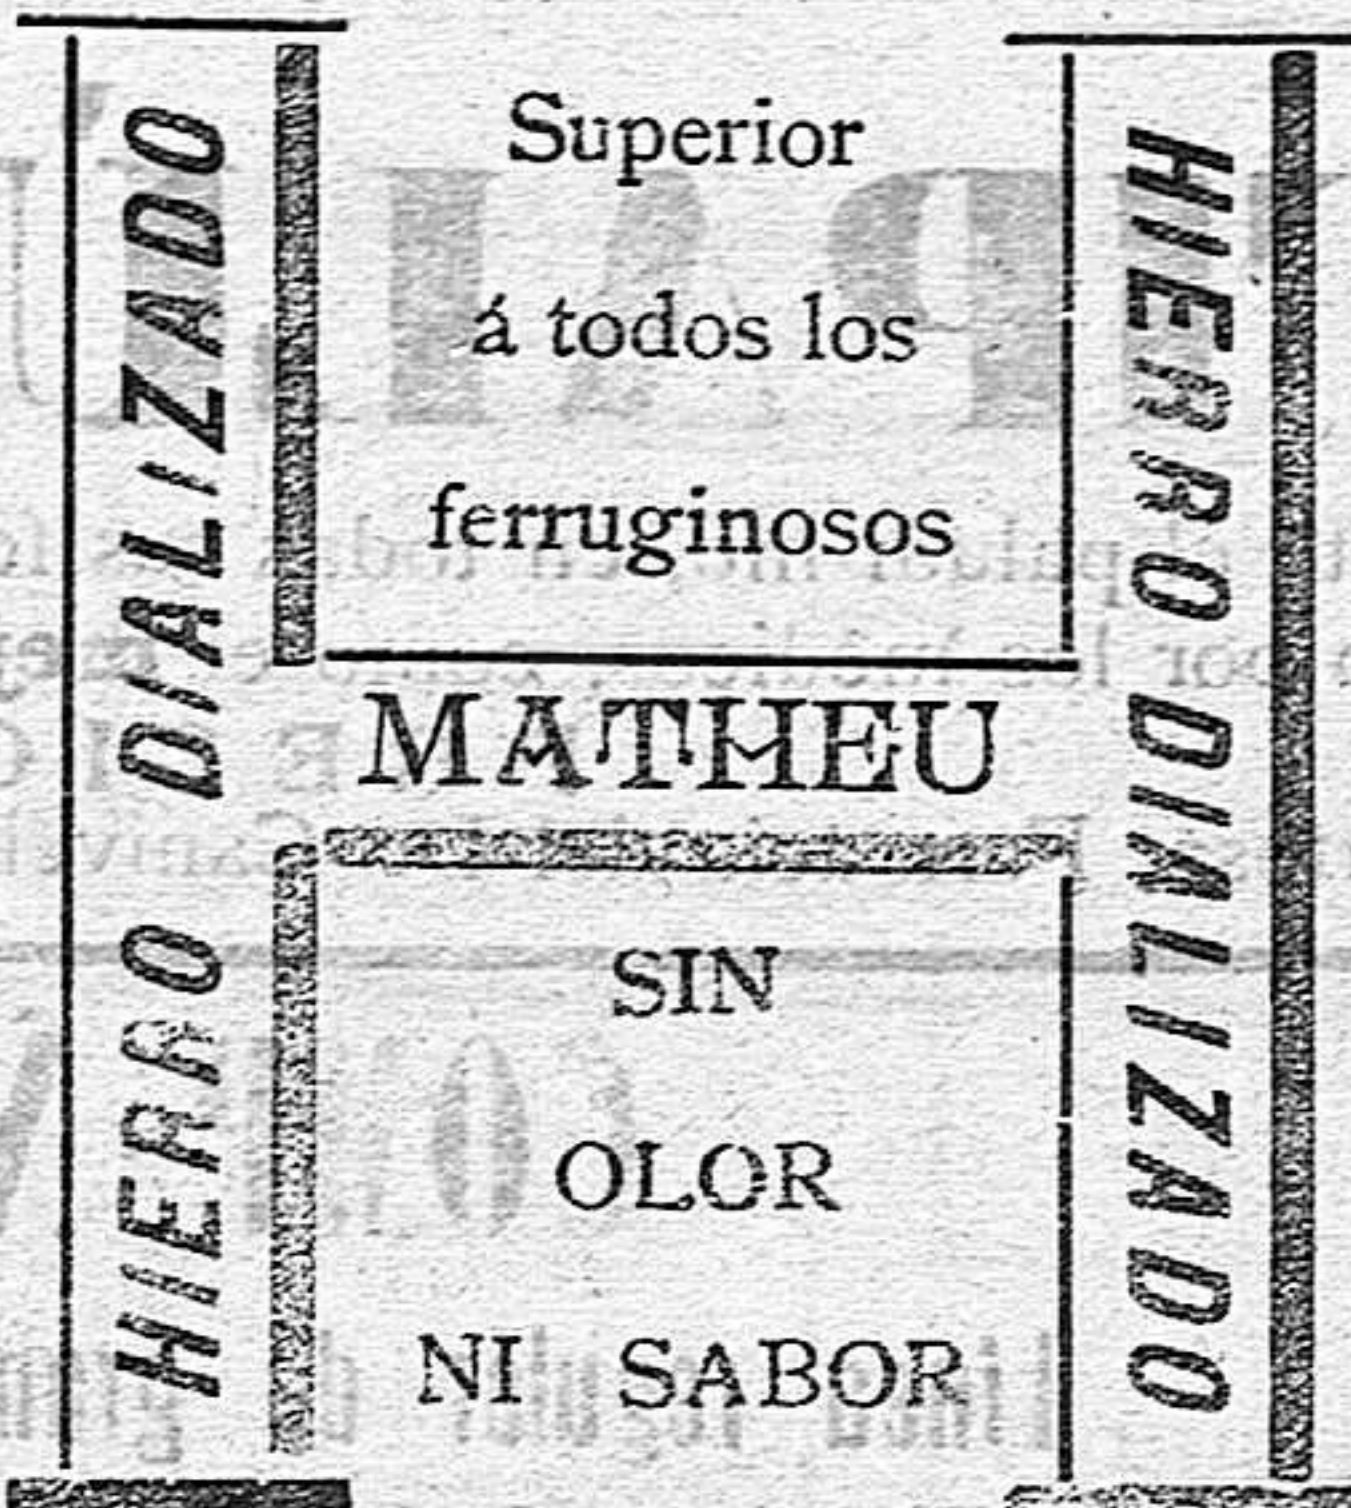 HIERRO DIALIZADO
Superior
á todos los
ferruginosos
MATHEU
SIN
OLOR
NI SABOR
HIERRO DIALIZADO